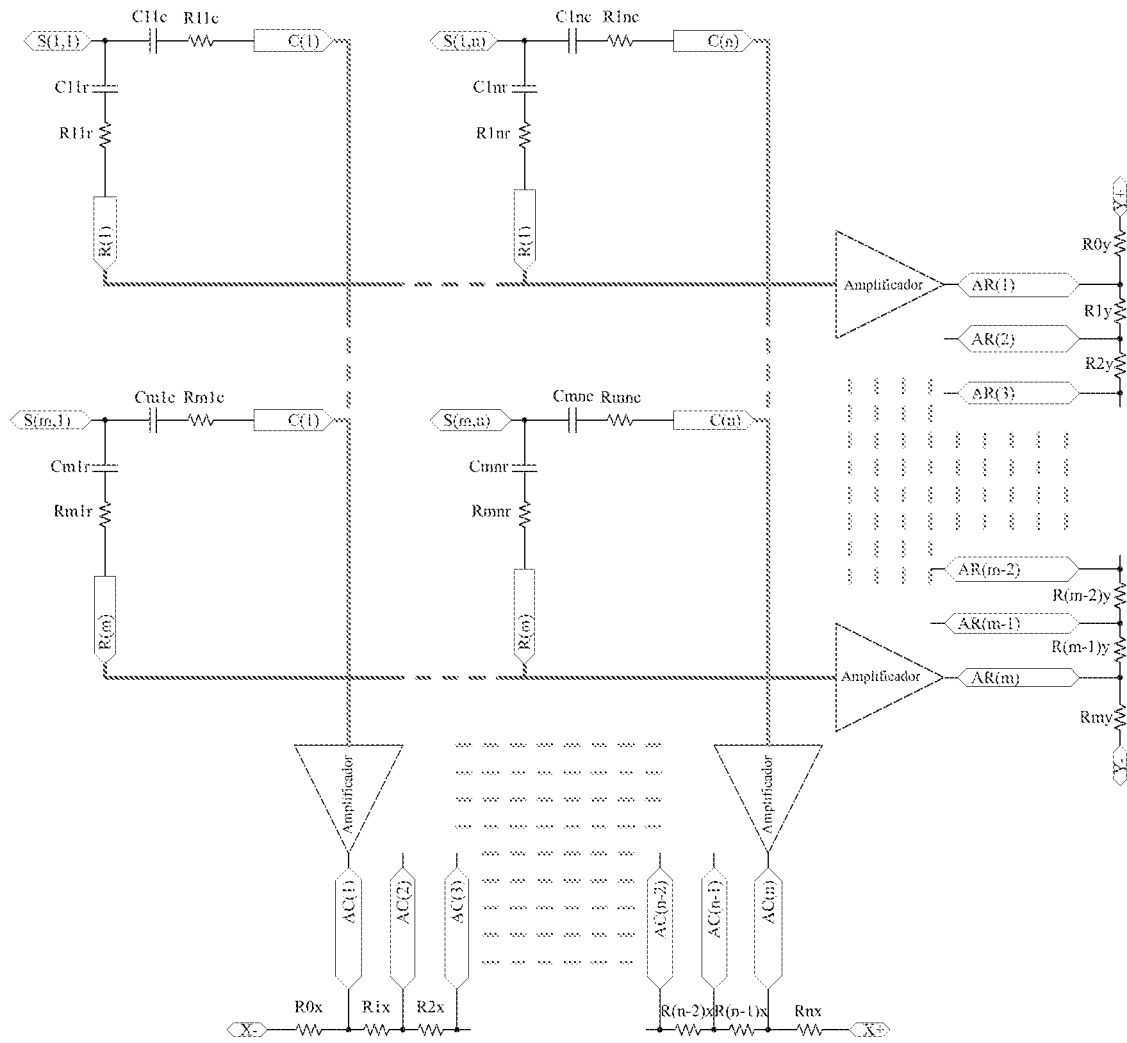 C11c R11c
S(1,1)
C(1)
C11r
R11r
R(1)
C1nc R1nc
S(1,n)
C(n)
C1nr
R1nr
R(1)
Amplificador
AR(1)
AR(2)
AR(3)
Y+
R0y
R1y
R2y
Cm1c Rm1c
S(m,1)
C(1)
Cm1r
Rm1r
R(m)
Cmnc Rmnc
S(m,n)
C(n)
Cmnr
Rmnr
R(m)
Amplificador
AR(m-2)
AR(m-1)
AR(m)
R(m-2)y
R(m-1)y
Rmy
Y-
Amplificador
Amplificador
AC(1)
AC(2)
AC(3)
AC(n-2)
AC(n-1)
AC(n)
X-
R0x
R1x
R2x
R(n-2)x
R(n-1)x
Rnx
X+